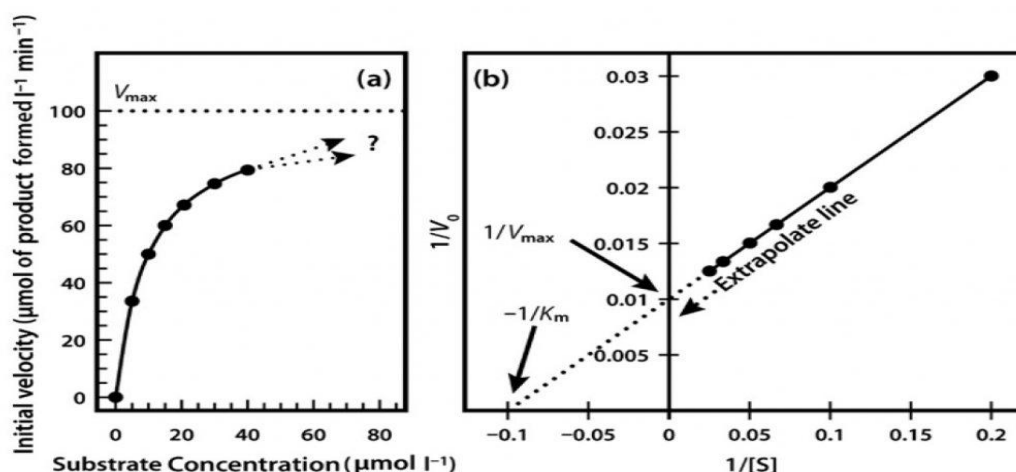 (a)
V_max
?
100
80
60
40
20
0
0 20 40 60 80
Initial velocity (µmol of product formed l⁻¹ min⁻¹)
Substrate Concentration (µmol l⁻¹)
(b)
0.03
0.02
0.015
0.01
0.005
1/V₀
1/V_max
−1/K_m
Extrapolate line
−0.1 −0.05 0 0.05 0.1 0.15 0.2
1/[S]